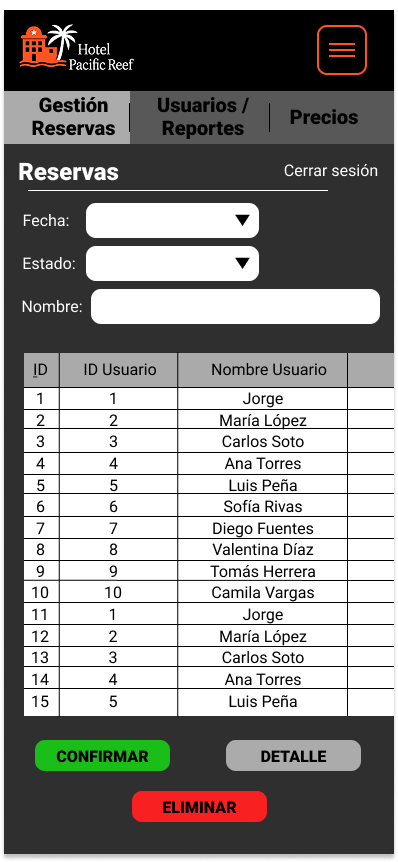 Hotel
Pacific Reef
Gestión
Reservas
Usuarios /
Reportes
Precios
Reservas
Cerrar sesión
Fecha:
Estado:
Nombre:
ID ID Usuario Nombre Usuario
1 1 Jorge
2 2 María López
3 3 Carlos Soto
4 4 Ana Torres
5 5 Luis Peña
6 6 Sofía Rivas
7 7 Diego Fuentes
8 8 Valentina Díaz
9 9 Tomás Herrera
10 10 Camila Vargas
11 1 Jorge
12 2 María López
13 3 Carlos Soto
14 4 Ana Torres
15 5 Luis Peña
CONFIRMAR DETALLE
ELIMINAR